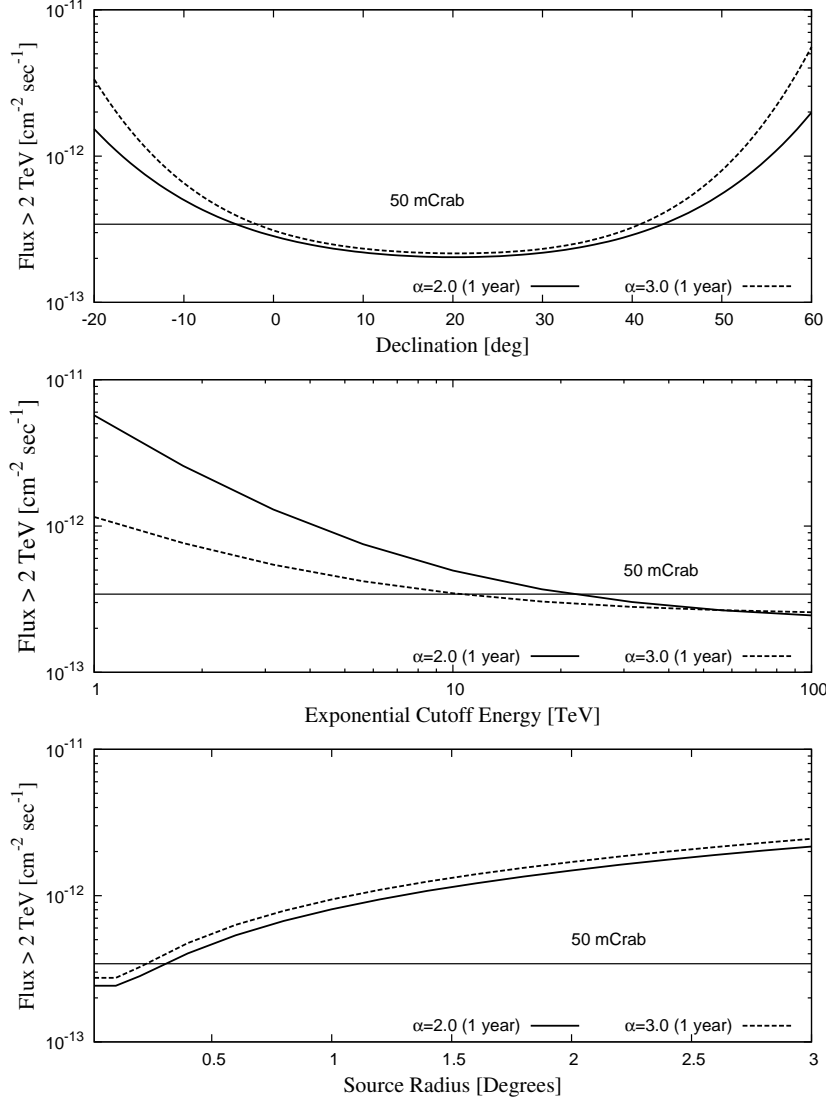 10⁻¹¹
10⁻¹²
10⁻¹³
Flux > 2 TeV [cm⁻² sec⁻¹]
50 mCrab
α=2.0 (1 year)
α=3.0 (1 year)
-20 -10 0 10 20 30 40 50 60
Declination [deg]
10⁻¹¹
10⁻¹²
10⁻¹³
Flux > 2 TeV [cm⁻² sec⁻¹]
50 mCrab
α=2.0 (1 year)
α=3.0 (1 year)
1 10 100
Exponential Cutoff Energy [TeV]
10⁻¹¹
10⁻¹²
10⁻¹³
Flux > 2 TeV [cm⁻² sec⁻¹]
50 mCrab
α=2.0 (1 year)
α=3.0 (1 year)
0.5 1 1.5 2 2.5 3
Source Radius [Degrees]